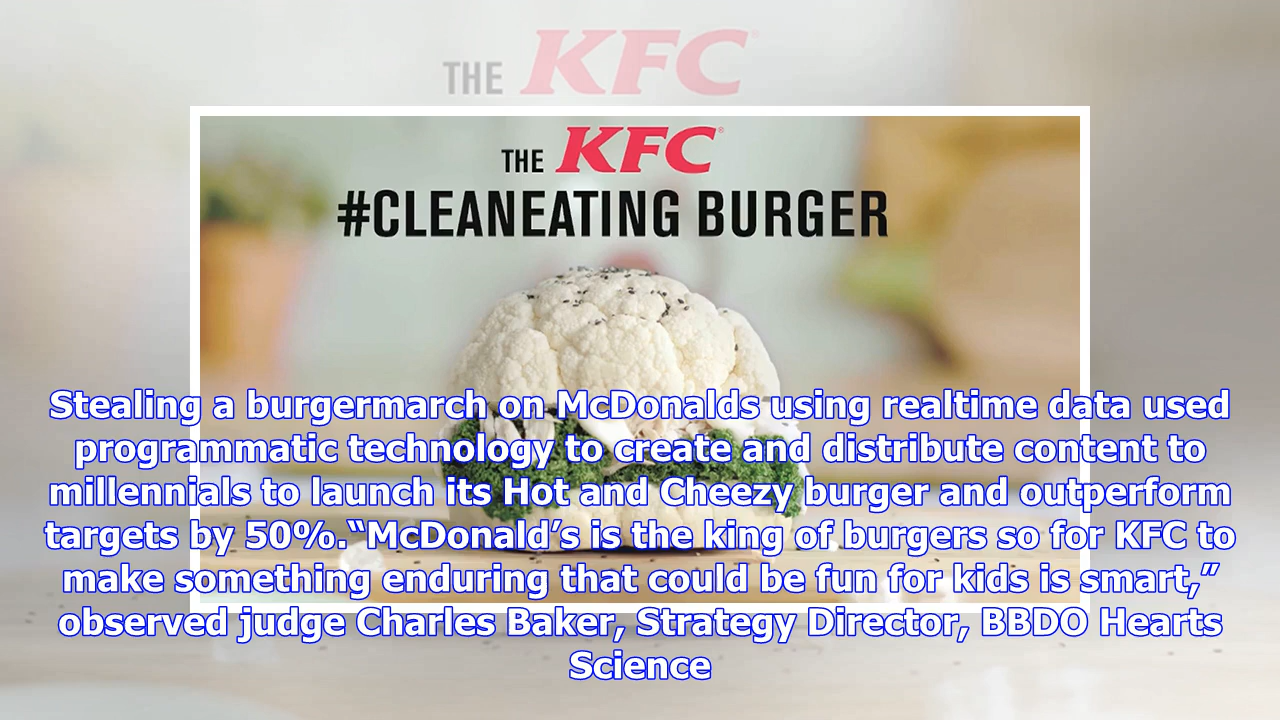 THE KFC
THE KFC®
#CLEANEATING BURGER
Stealing a burgermarch on McDonalds using realtime data used
programmatic technology to create and distribute content to
millennials to launch its Hot and Cheezy burger and outperform
targets by 50%.“McDonald’s is the king of burgers so for KFC to
make something enduring that could be fun for kids is smart,”
observed judge Charles Baker, Strategy Director, BBDO Hearts
Science